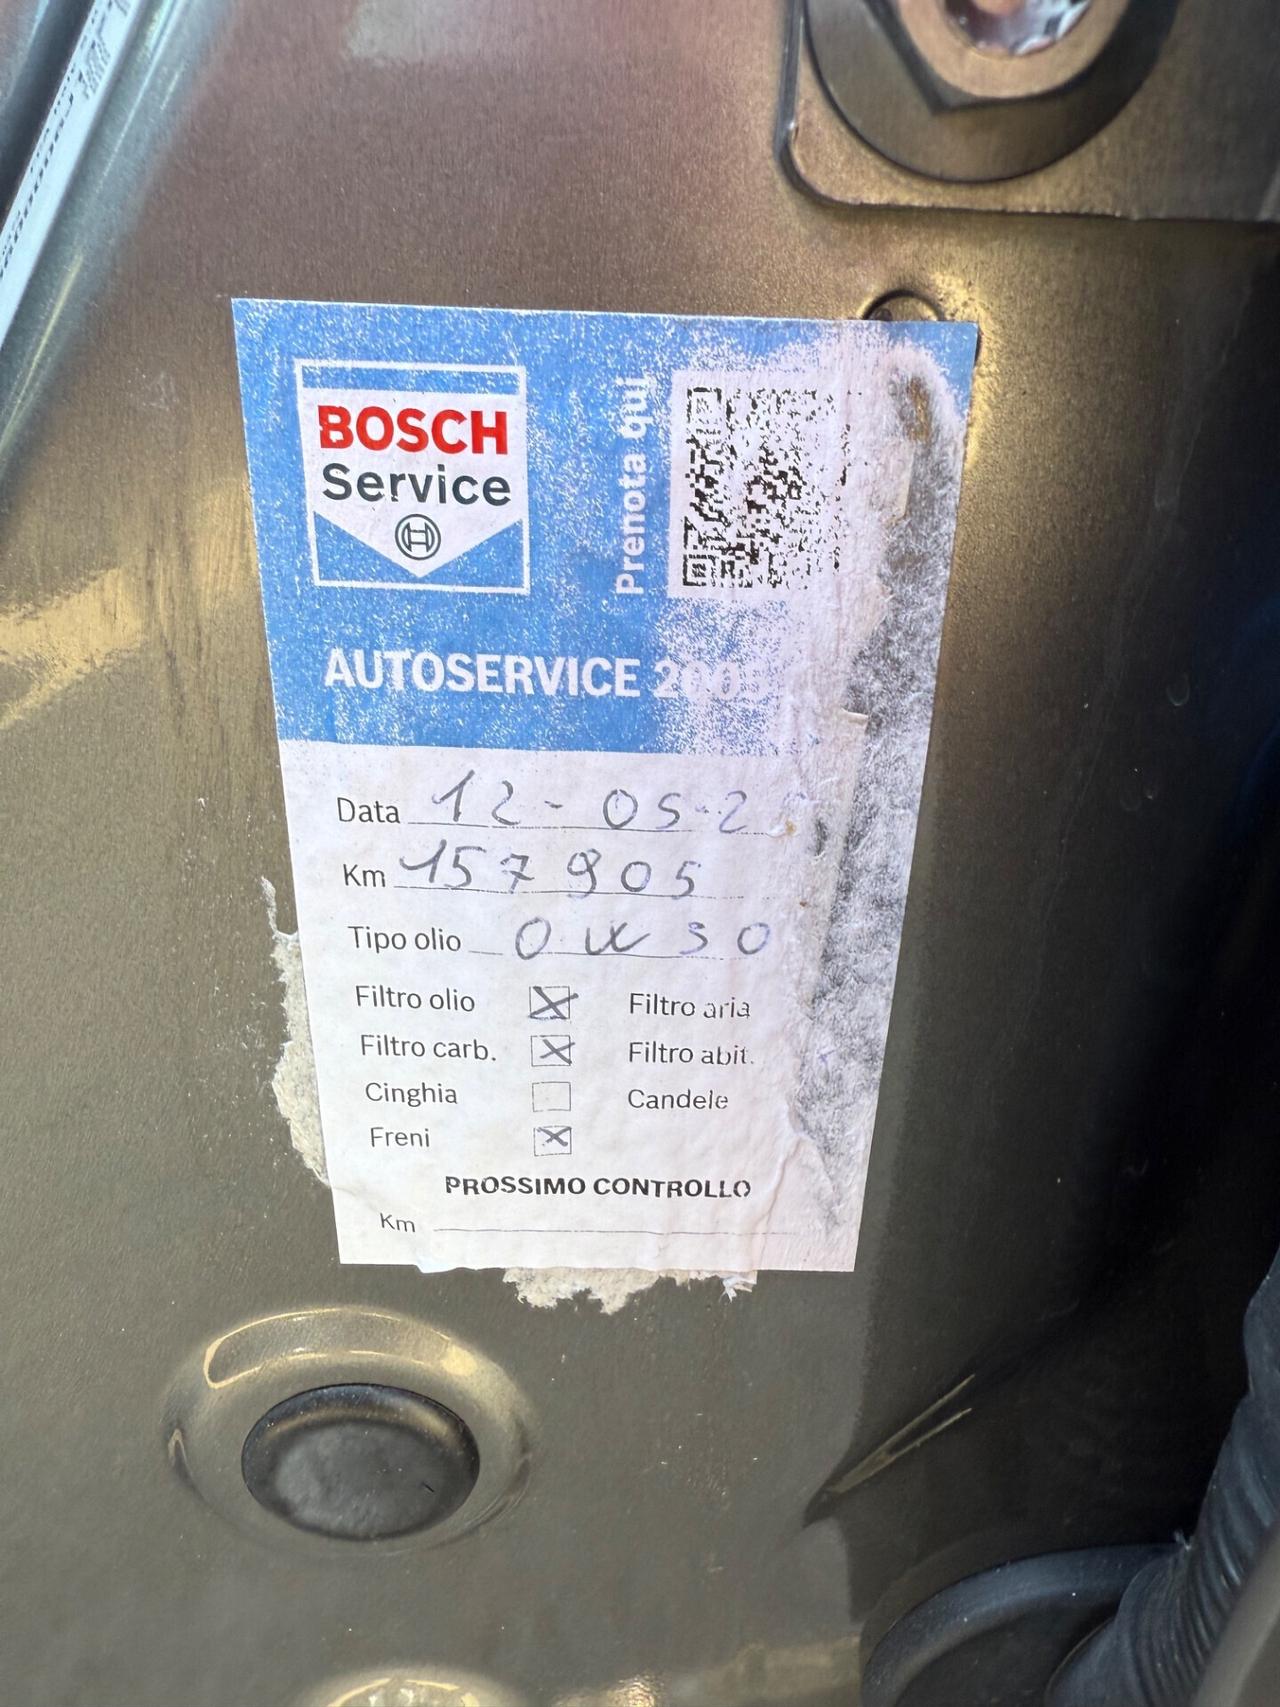 BOSCH
Service
Prenota qui
AUTOSERVICE 2005
Data 12-05-2
Km 157905
Tipo olio 0W30
Filtro olio Filtro aria
Filtro carb. Filtro abit.
Cinghia Candele
Freni
PROSSIMO CONTROLLO
Km